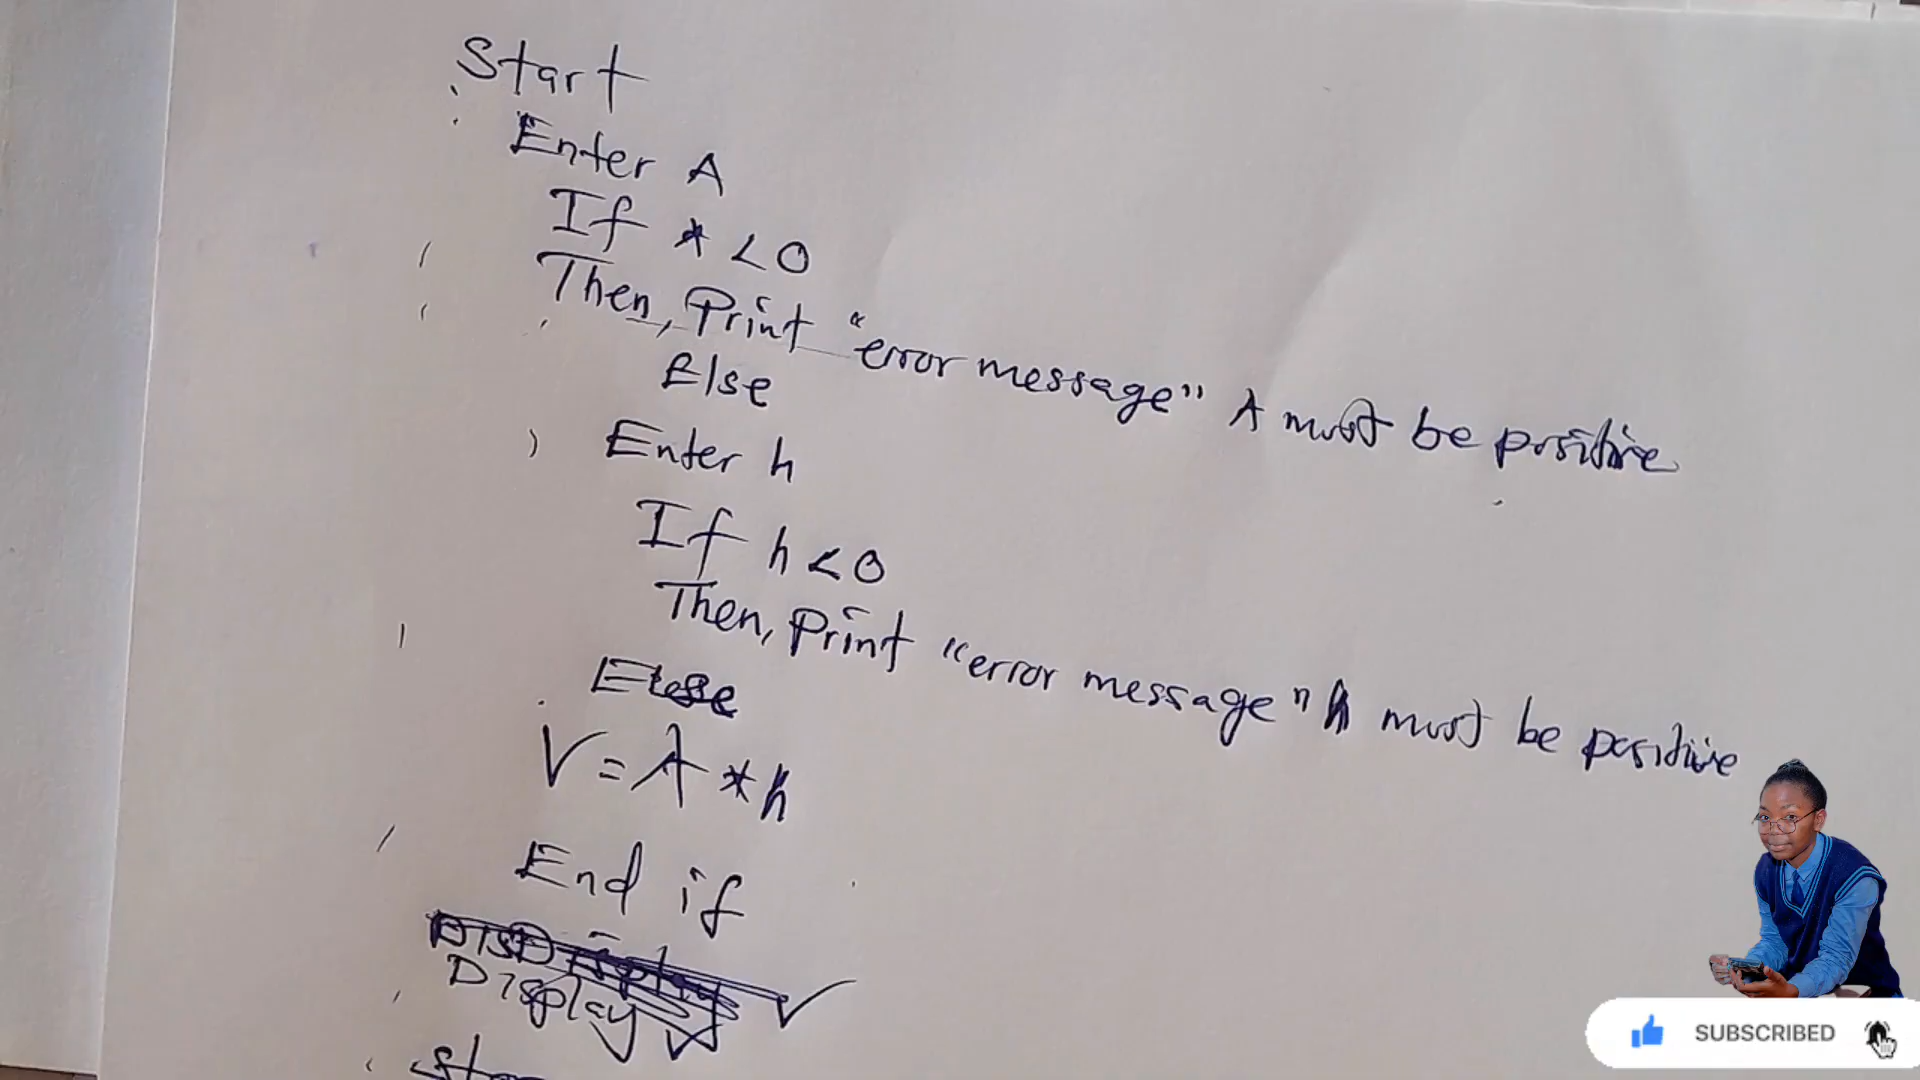 Start
Enter A
If A < 0
Then, Print "error message" A must be positive
Else
Enter h
If h < 0
Then, Print "error message" h must be positive
Else
V = A * h
End if
Display V
Stop
SUBSCRIBED